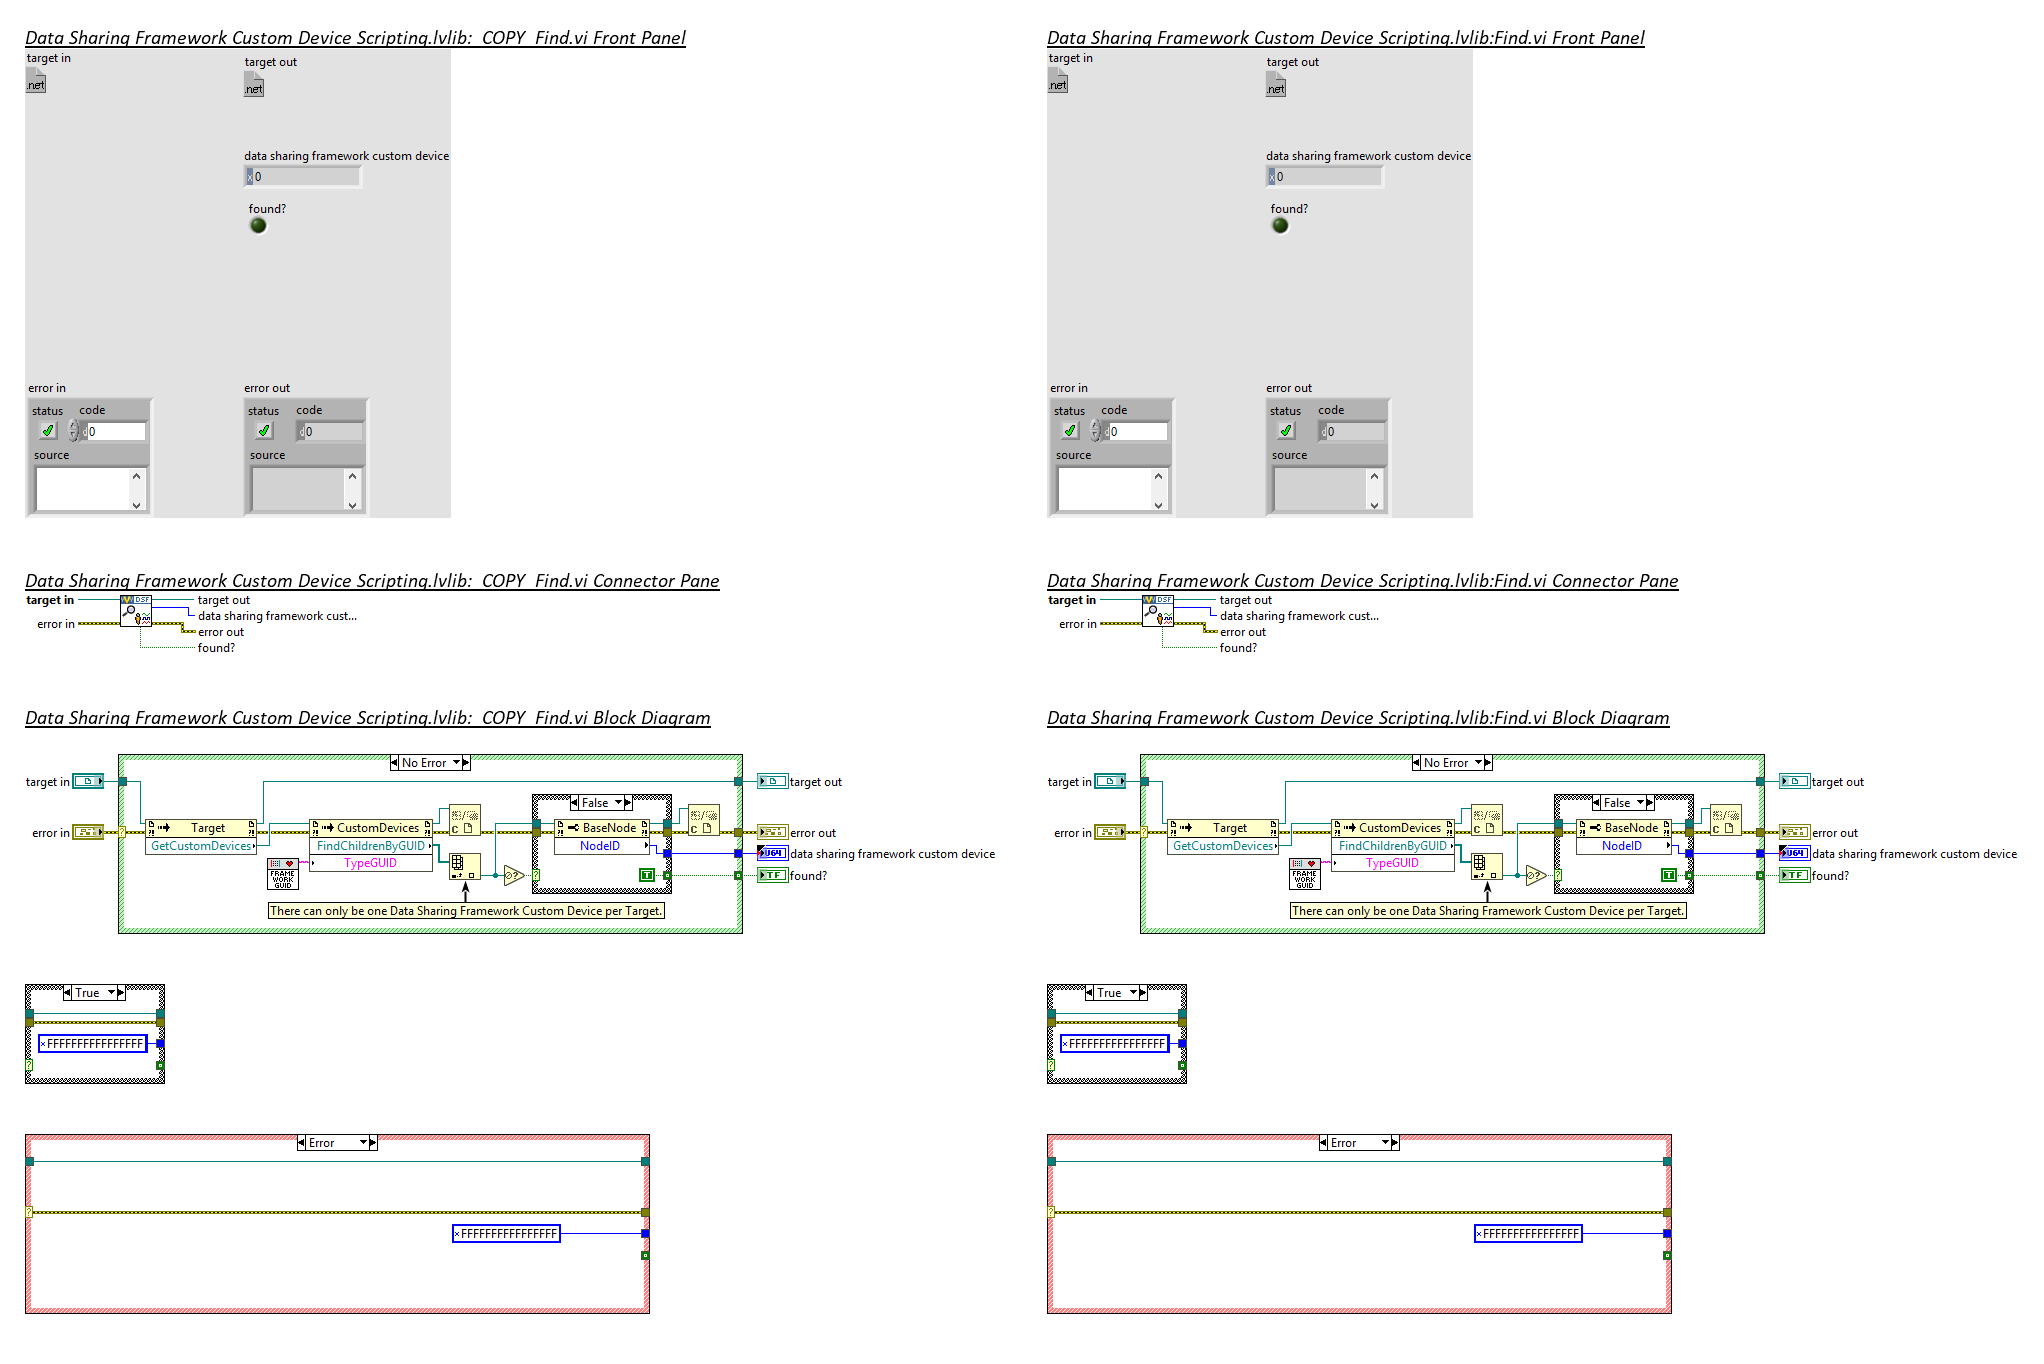 Data Sharing Framework Custom Device Scripting.lvlib:_COPY_Find.vi Front Panel
target in
target out
.net
.net
data sharing framework custom device
x 0
found?
error in
error out
status code
status code
d 0
d 0
source
source
Data Sharing Framework Custom Device Scripting.lvlib:_COPY_Find.vi Connector Pane
target in
target out
DSF
data sharing framework cust...
error in
error out
found?
Data Sharing Framework Custom Device Scripting.lvlib:_COPY_Find.vi Block Diagram
No Error
target in
target out
False
error in
Target
CustomDevices
BaseNode
error out
GetCustomDevices
FindChildrenByGUID
NodeID
U64
data sharing framework custom device
TypeGUID
FRAME
WORK
GUID
T
TF
found?
There can only be one Data Sharing Framework Custom Device per Target.
True
xFFFFFFFFFFFFFFFF
Error
xFFFFFFFFFFFFFFFF
Data Sharing Framework Custom Device Scripting.lvlib:Find.vi Front Panel
target in
target out
.net
.net
data sharing framework custom device
x 0
found?
error in
error out
status code
status code
d 0
d 0
source
source
Data Sharing Framework Custom Device Scripting.lvlib:Find.vi Connector Pane
target in
target out
DSF
data sharing framework cust...
error in
error out
found?
Data Sharing Framework Custom Device Scripting.lvlib:Find.vi Block Diagram
No Error
target in
target out
False
error in
Target
CustomDevices
BaseNode
error out
GetCustomDevices
FindChildrenByGUID
NodeID
U64
data sharing framework custom device
TypeGUID
FRAME
WORK
GUID
T
TF
found?
There can only be one Data Sharing Framework Custom Device per Target.
True
xFFFFFFFFFFFFFFFF
Error
xFFFFFFFFFFFFFFFF